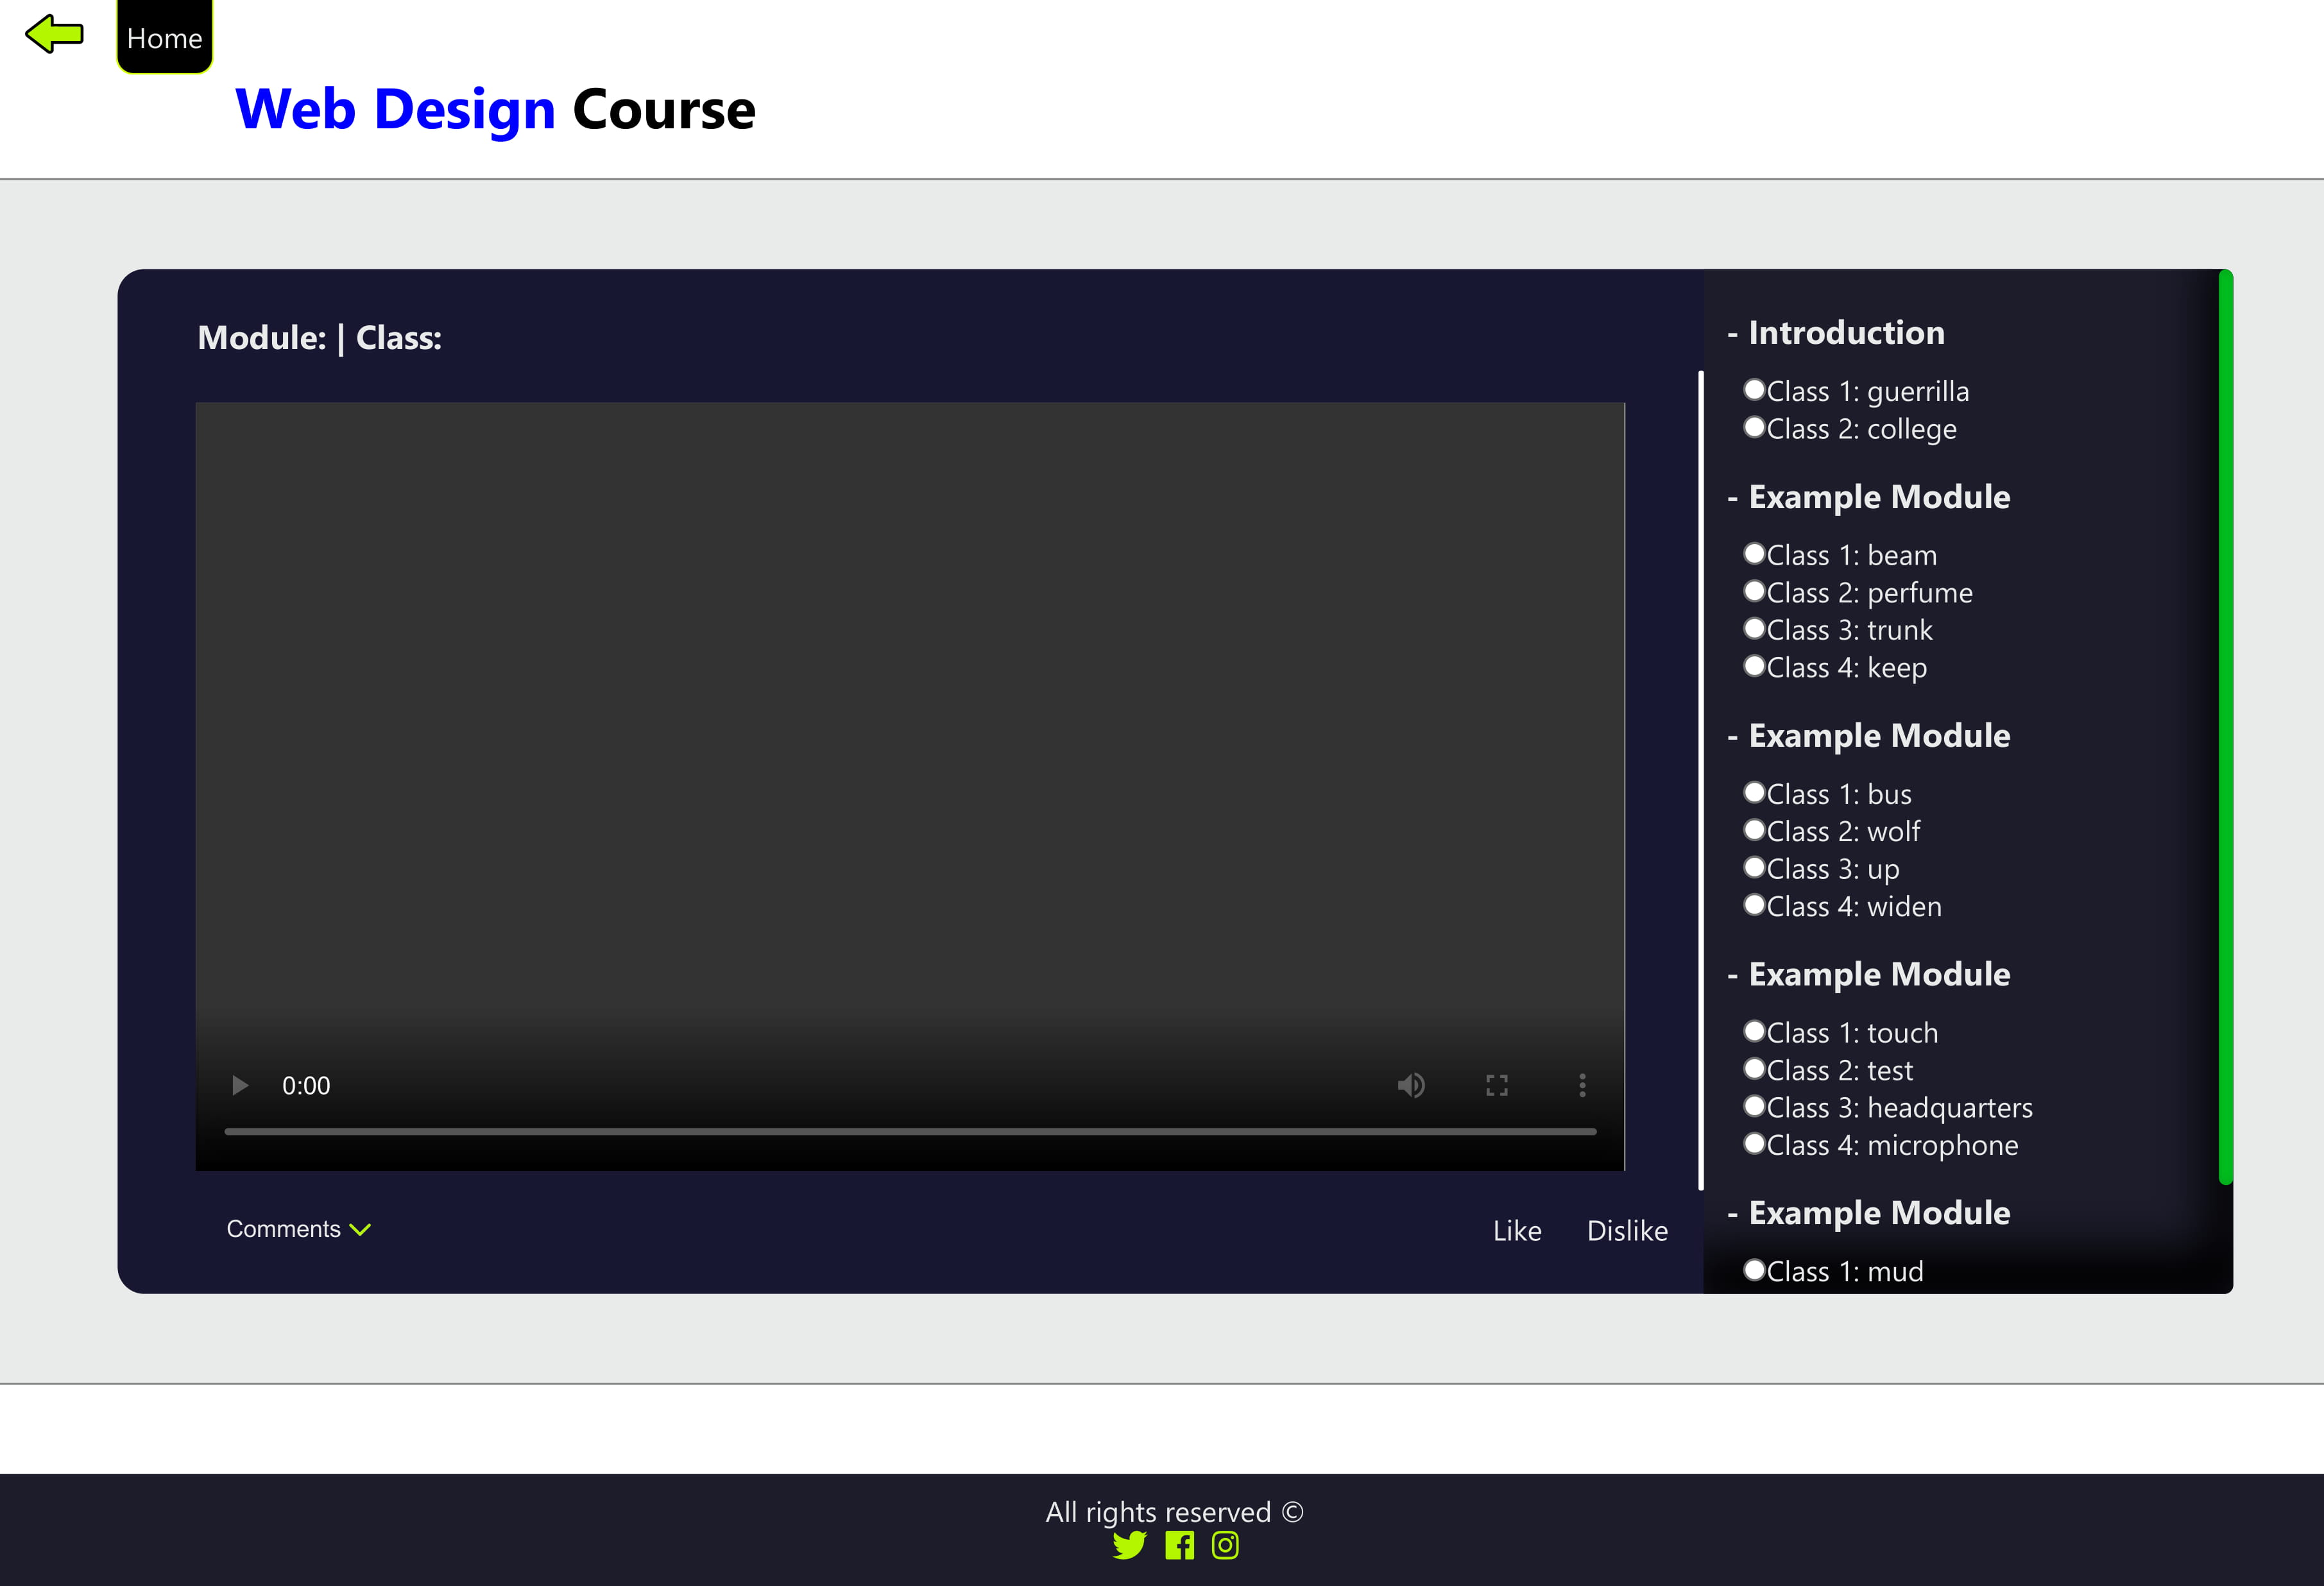 Home
Web Design Course
Module: | Class:
0:00
Comments
Like
Dislike
- Introduction
Class 1: guerrilla
Class 2: college
- Example Module
Class 1: beam
Class 2: perfume
Class 3: trunk
Class 4: keep
- Example Module
Class 1: bus
Class 2: wolf
Class 3: up
Class 4: widen
- Example Module
Class 1: touch
Class 2: test
Class 3: headquarters
Class 4: microphone
- Example Module
Class 1: mud
All rights reserved ©